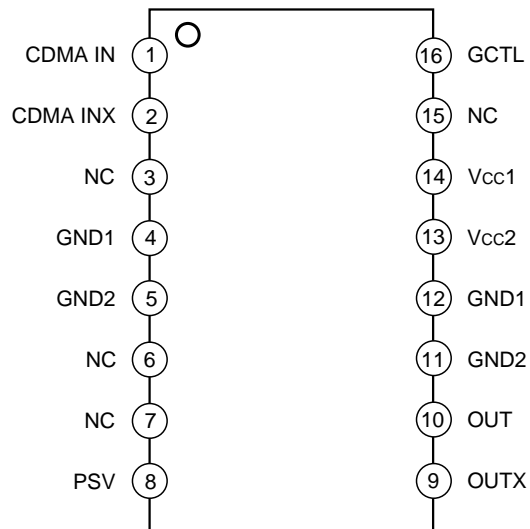 CDMA IN 1 16 GCTL
CDMA INX 2 15 NC
NC 3 14 Vcc1
GND1 4 13 Vcc2
GND2 5 12 GND1
NC 6 11 GND2
NC 7 10 OUT
PSV 8 9 OUTX